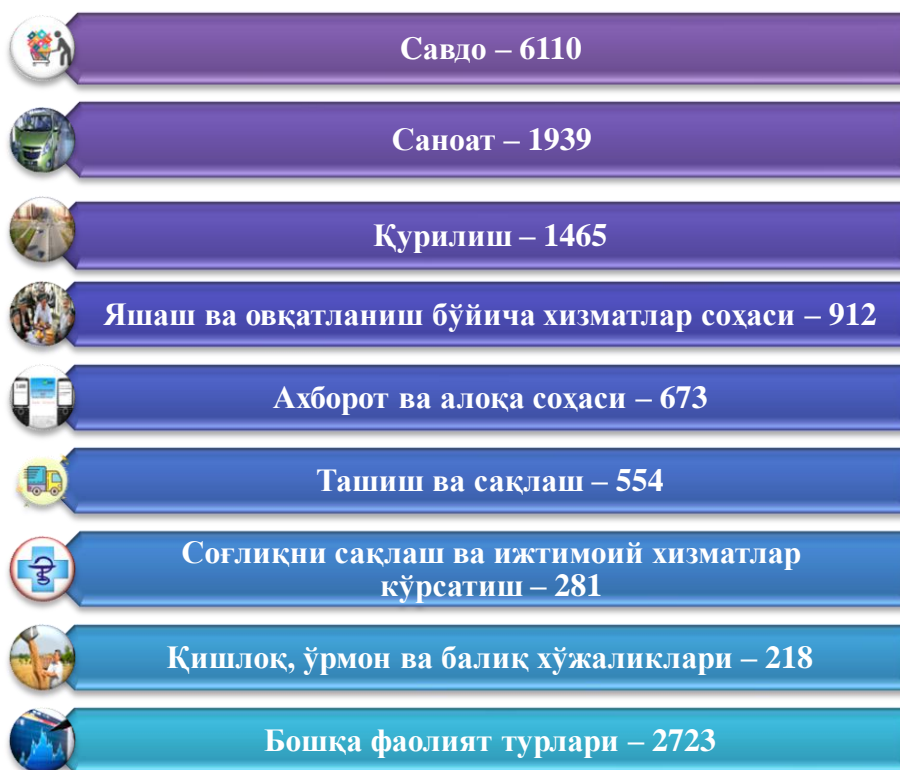 Савдо – 6110
Саноат – 1939
Қурилиш – 1465
Яшаш ва овқатланиш бўйича хизматлар соҳаси – 912
Ахборот ва алоқа соҳаси – 673
Ташиш ва сақлаш – 554
Соғлиқни сақлаш ва ижтимоий хизматлар
кўрсатиш – 281
Қишлоқ, ўрмон ва балиқ хўжаликлари – 218
Бошқа фаолият турлари – 2723